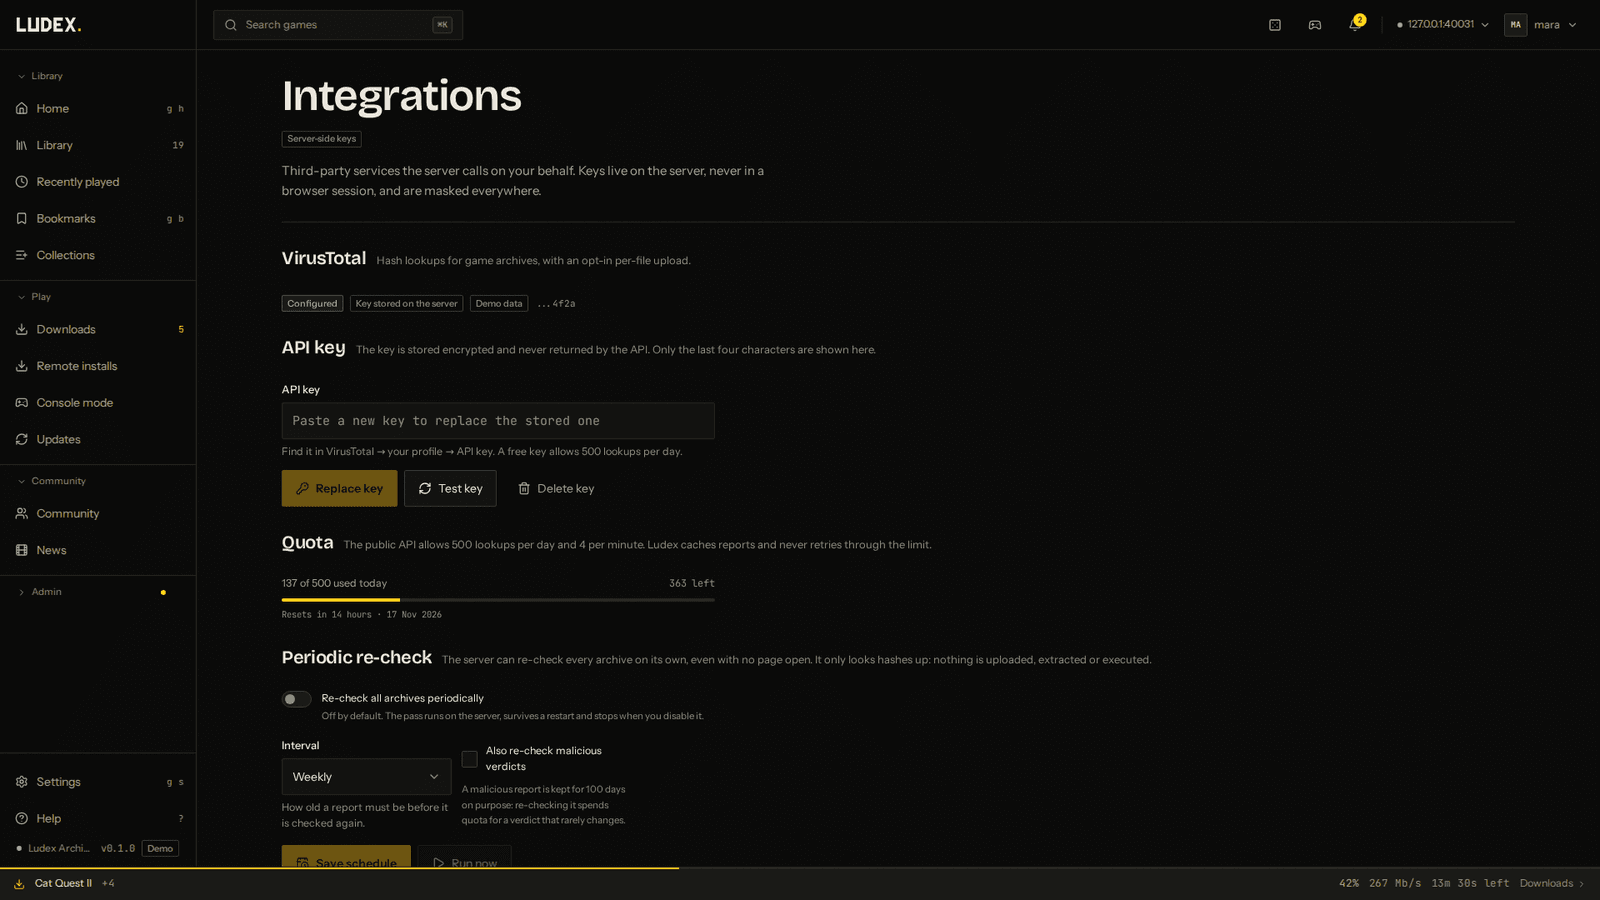 LUDEX.
Search games
⌘K
2
127.0.0.1:40031
MA
mara
Library
Home
g h
Library
19
Recently played
Bookmarks
g b
Collections
Play
Downloads
5
Remote installs
Console mode
Updates
Community
Community
News
Admin
Settings
g s
Help
?
Ludex Archi...
v0.1.0
Demo
Integrations
Server-side keys
Third-party services the server calls on your behalf. Keys live on the server, never in a
browser session, and are masked everywhere.
VirusTotal
Hash lookups for game archives, with an opt-in per-file upload.
Configured
Key stored on the server
Demo data
...4f2a
API key
The key is stored encrypted and never returned by the API. Only the last four characters are shown here.
API key
Paste a new key to replace the stored one
Find it in VirusTotal → your profile → API key. A free key allows 500 lookups per day.
Replace key
Test key
Delete key
Quota
The public API allows 500 lookups per day and 4 per minute. Ludex caches reports and never retries through the limit.
137 of 500 used today
363 left
Resets in 14 hours · 17 Nov 2026
Periodic re-check
The server can re-check every archive on its own, even with no page open. It only looks hashes up: nothing is uploaded, extracted or executed.
Re-check all archives periodically
Off by default. The pass runs on the server, survives a restart and stops when you disable it.
Interval
Weekly
How old a report must be before it
is checked again.
Also re-check malicious
verdicts
A malicious report is kept for 100 days
on purpose: re-checking it spends
quota for a verdict that rarely changes.
Save schedule
Run now
Cat Quest II
+4
42%
267 Mb/s
13m 30s left
Downloads